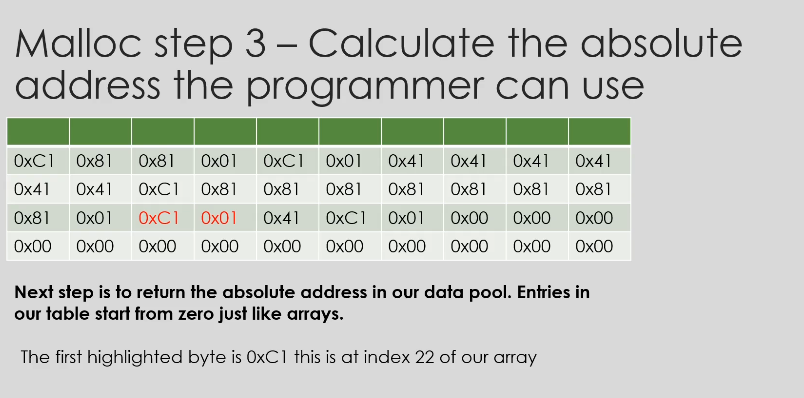 Malloc step 3 – Calculate the absolute
address the programmer can use
0xC1 0x81 0x81 0x01 0xC1 0x01 0x41 0x41 0x41 0x41
0x41 0x41 0xC1 0x81 0x81 0x81 0x81 0x81 0x81 0x81
0x81 0x01 0xC1 0x01 0x41 0xC1 0x01 0x00 0x00 0x00
0x00 0x00 0x00 0x00 0x00 0x00 0x00 0x00 0x00 0x00
Next step is to return the absolute address in our data pool. Entries in
our table start from zero just like arrays.
The first highlighted byte is 0xC1 this is at index 22 of our array